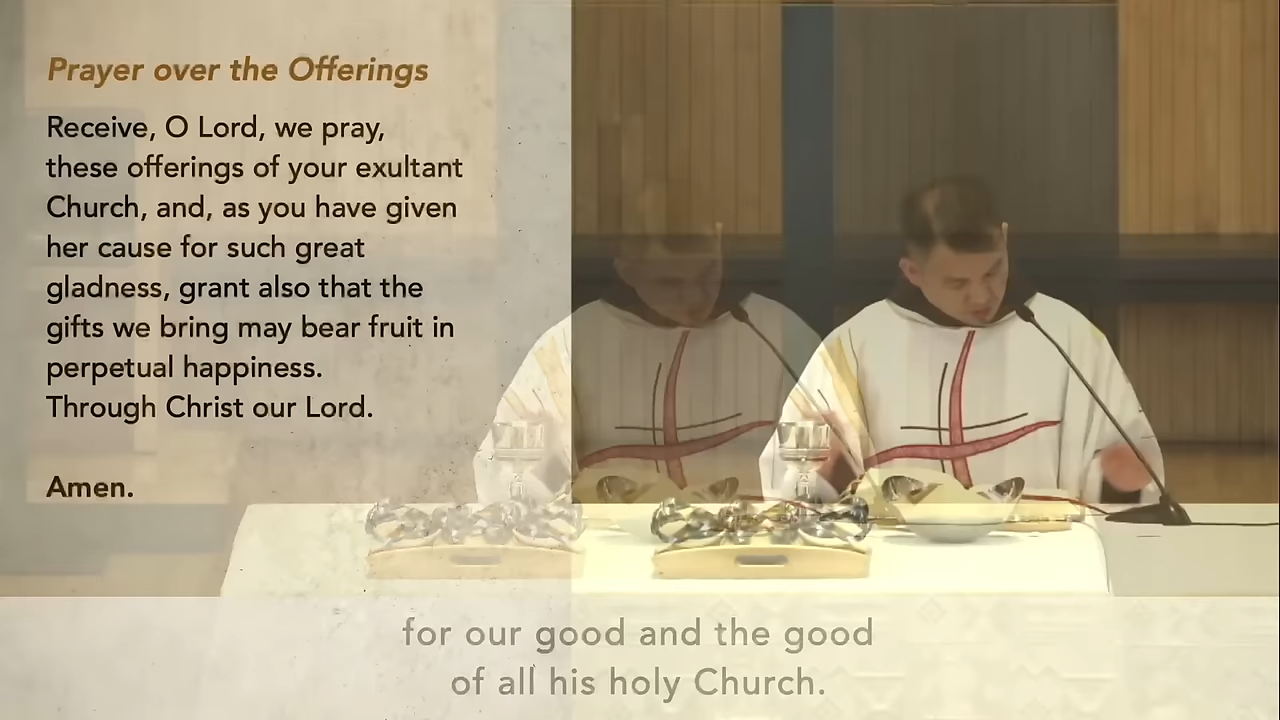 Prayer over the Offerings
Receive, O Lord, we pray,
these offerings of your exultant
Church, and, as you have given
her cause for such great
gladness, grant also that the
gifts we bring may bear fruit in
perpetual happiness.
Through Christ our Lord.
Amen.
for our good and the good
of all his holy Church.